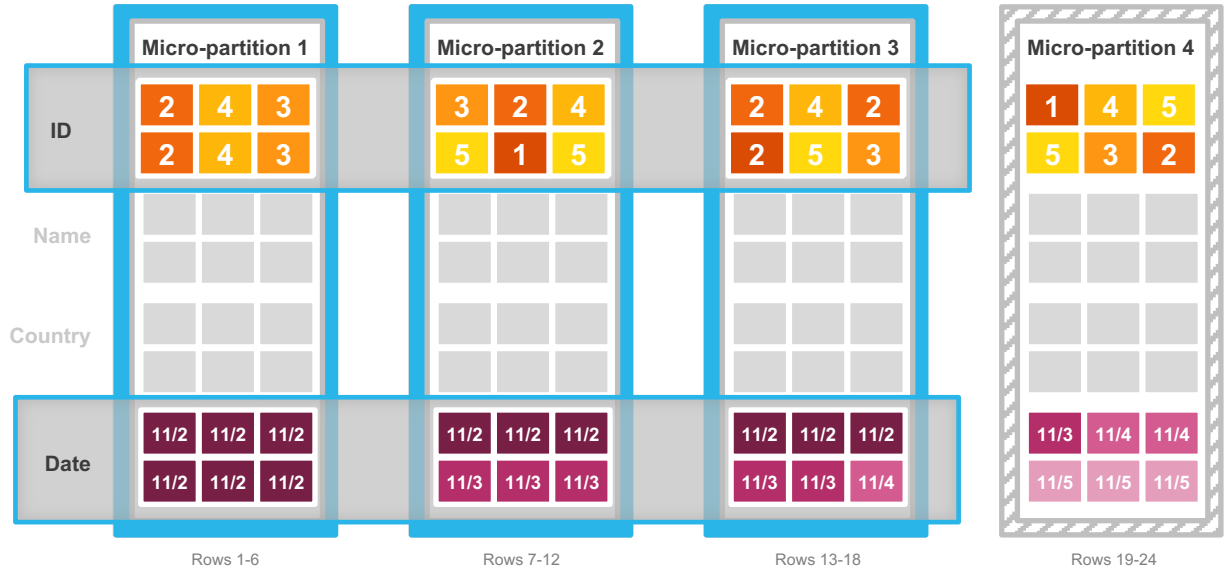 Micro-partition 1 Micro-partition 2 Micro-partition 3 Micro-partition 4
ID
2 4 3 3 2 4 2 4 2 1 4 5
2 4 3 5 1 5 2 5 3 5 3 2
Name
Country
Date
11/2 11/2 11/2 11/2 11/2 11/2 11/2 11/2 11/2 11/3 11/4 11/4
11/2 11/2 11/2 11/3 11/3 11/3 11/3 11/3 11/4 11/5 11/5 11/5
Rows 1-6 Rows 7-12 Rows 13-18 Rows 19-24